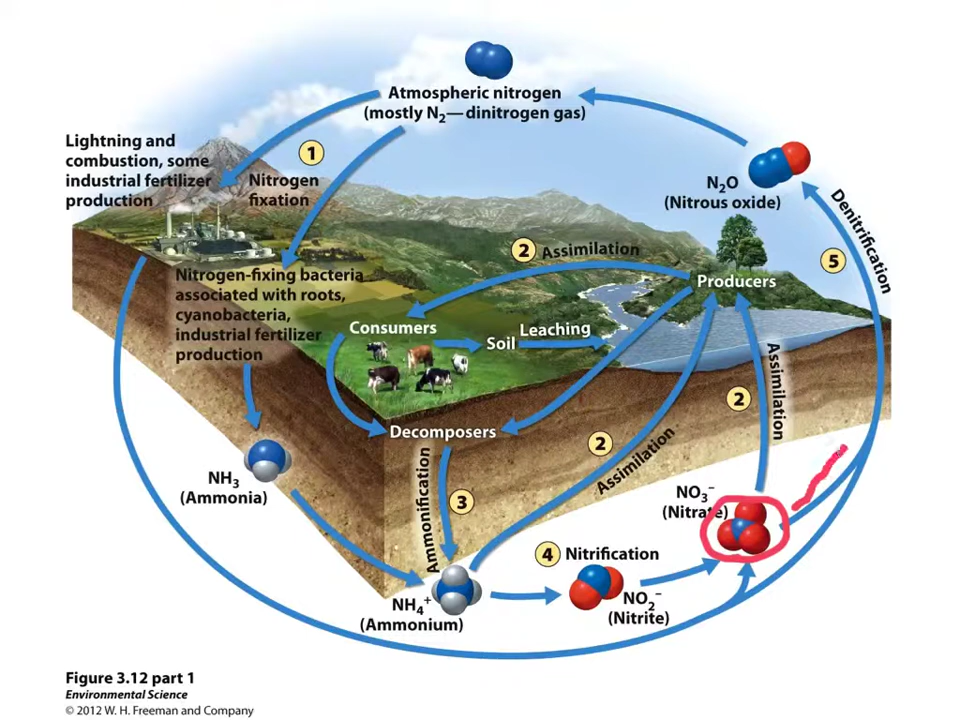 Atmospheric nitrogen
(mostly N₂—dinitrogen gas)
Lightning and
combustion, some
industrial fertilizer
production
1
Nitrogen
fixation
N₂O
(Nitrous oxide)
Denitrification
5
2 Assimilation
Producers
Nitrogen-fixing bacteria
associated with roots,
cyanobacteria,
industrial fertilizer
production
Consumers
Leaching
Soil
Assimilation
2
Decomposers
2
Assimilation
Ammonification
3
NH₃
(Ammonia)
NO₃⁻
(Nitrate)
4 Nitrification
NH₄⁺
(Ammonium)
NO₂⁻
(Nitrite)
Figure 3.12 part 1
Environmental Science
© 2012 W. H. Freeman and Company